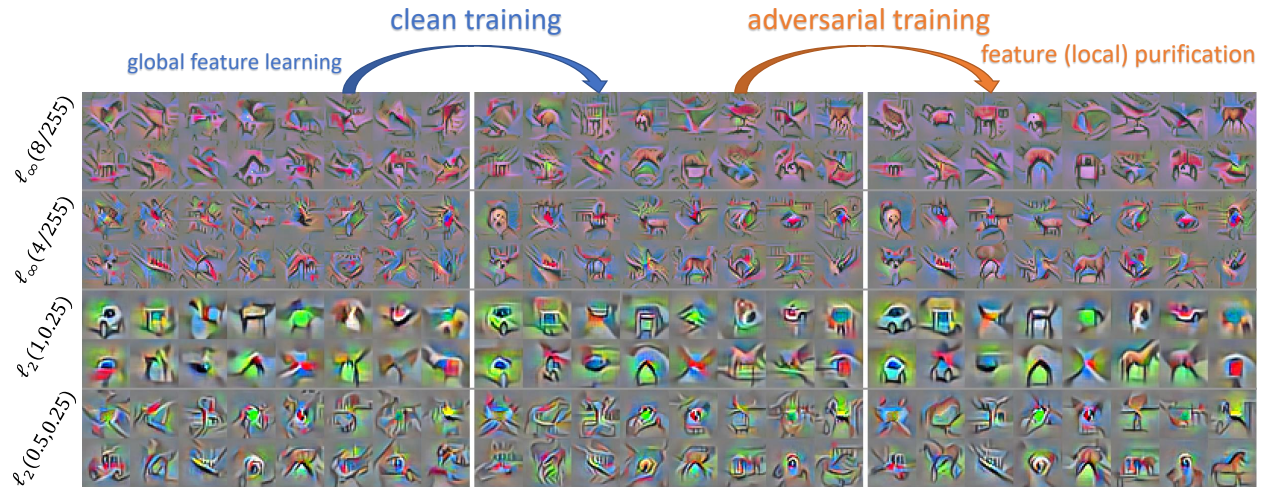 clean training
adversarial training
global feature learning
feature (local) purification
ℓ∞(8/255)
ℓ∞(4/255)
ℓ2(1,0.25)
ℓ2(0.5,0.25)